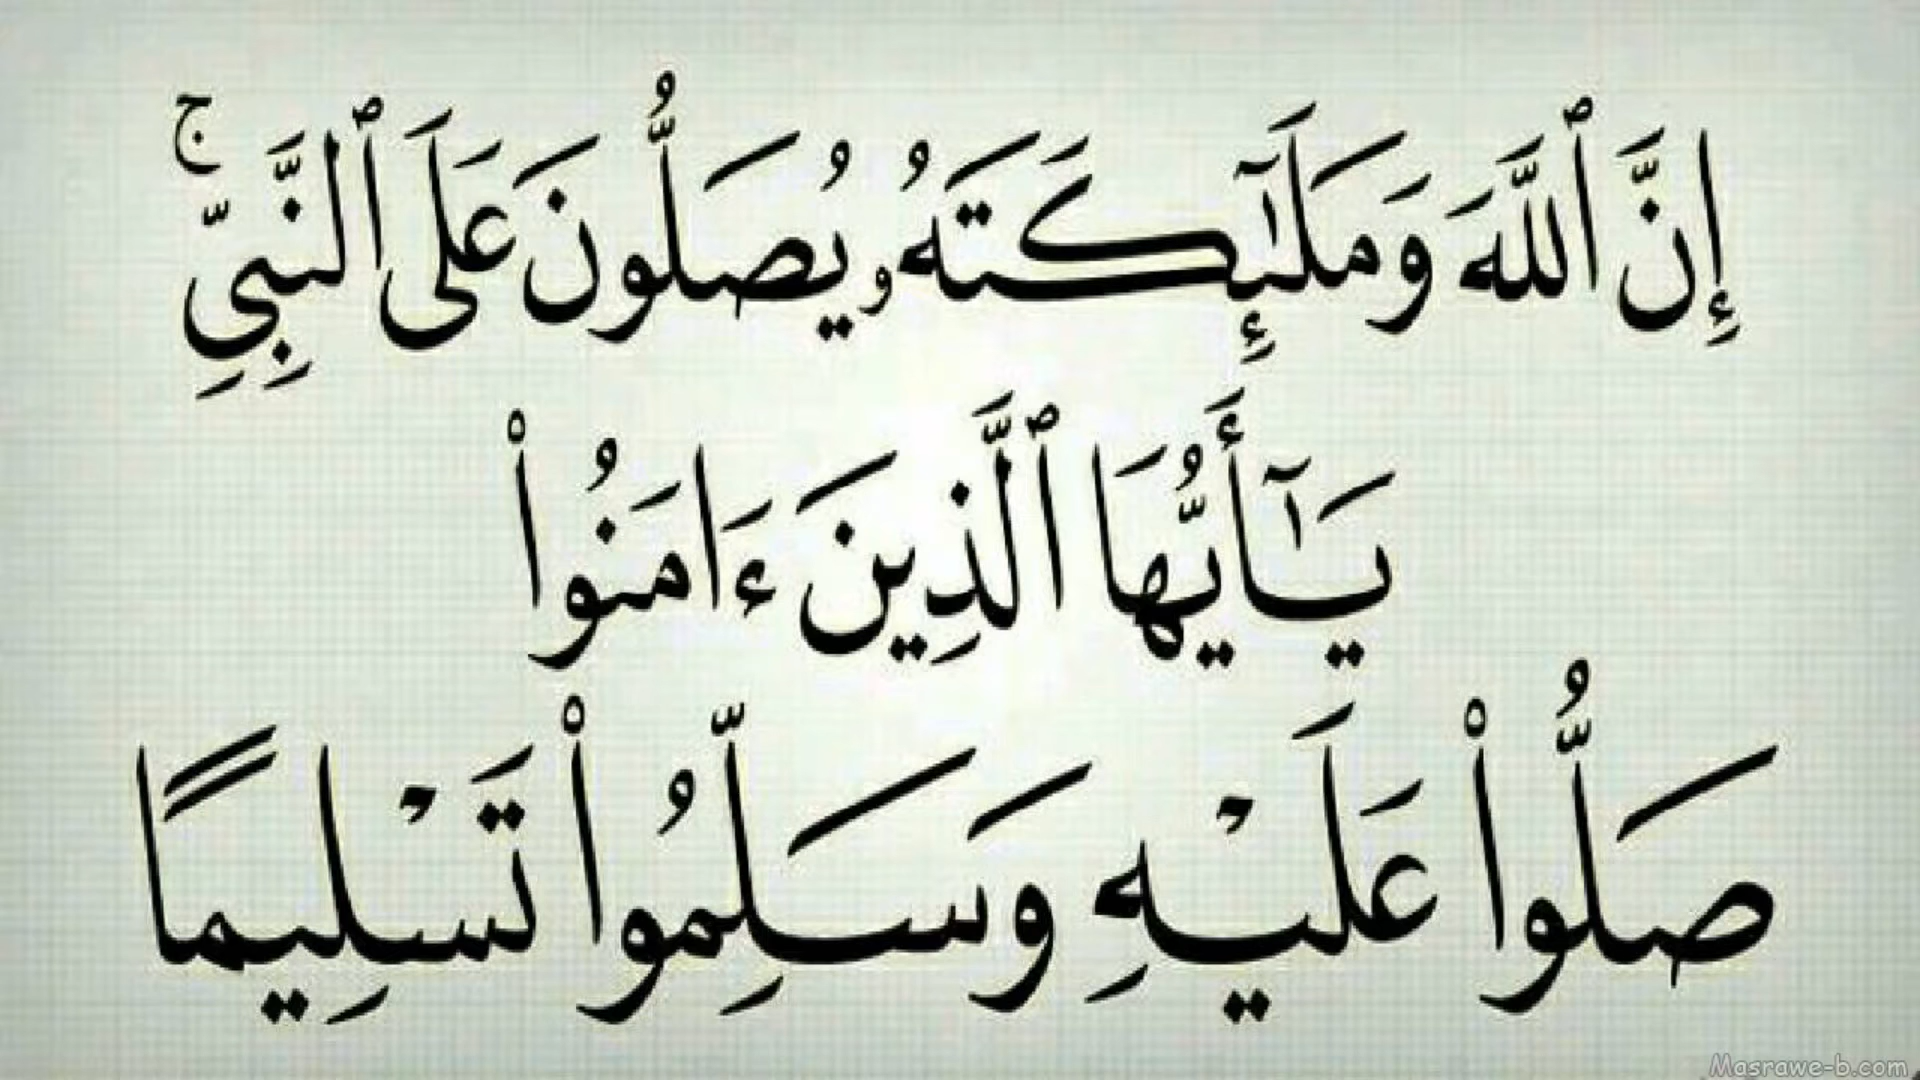 إِنَّ ٱللَّهَ وَمَلَـٰٓئِكَتَهُۥ يُصَلُّونَ عَلَى ٱلنَّبِيِّ ۚ
يَـٰٓأَيُّهَا ٱلَّذِينَ ءَامَنُوا۟
صَلُّوا۟ عَلَيْهِ وَسَلِّمُوا۟ تَسْلِيمًا
Masrawe-b.com